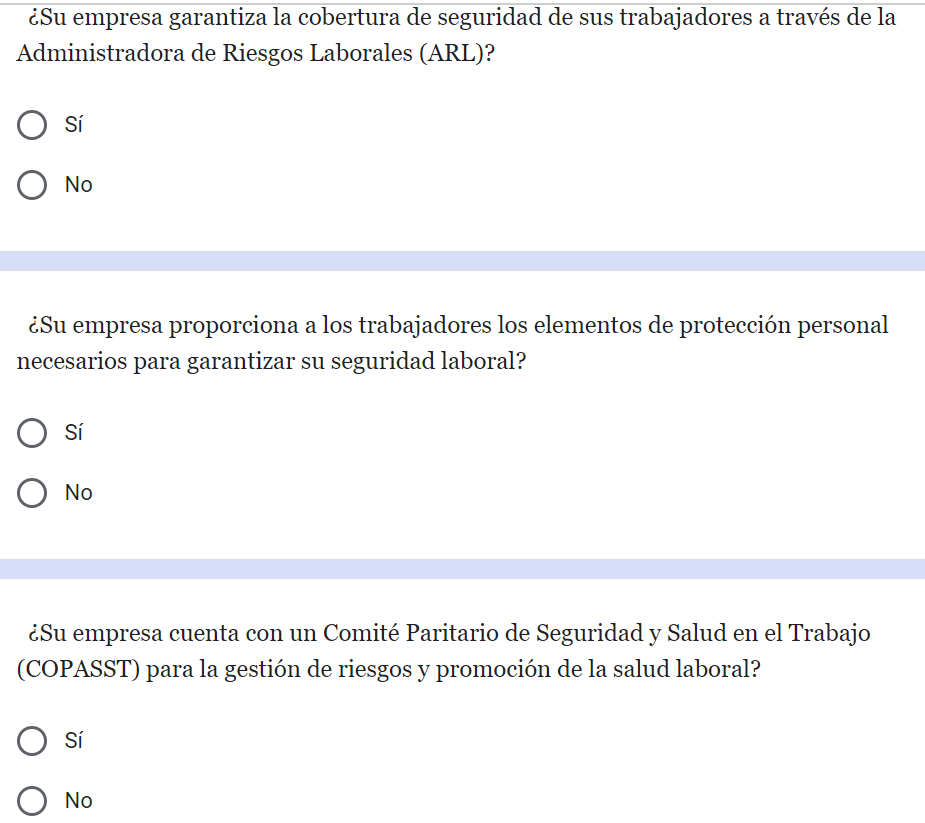 ¿Su empresa garantiza la cobertura de seguridad de sus trabajadores a través de la
Administradora de Riesgos Laborales (ARL)?
Sí
No
¿Su empresa proporciona a los trabajadores los elementos de protección personal
necesarios para garantizar su seguridad laboral?
Sí
No
¿Su empresa cuenta con un Comité Paritario de Seguridad y Salud en el Trabajo
(COPASST) para la gestión de riesgos y promoción de la salud laboral?
Sí
No